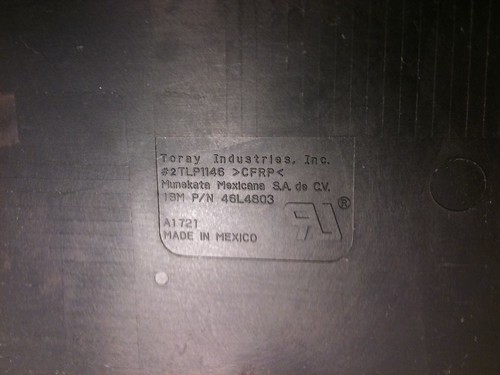 Toray Industries, Inc.
#2TLP1146 >CFRP<
Munekata Mexicana S.A. de C.V.
IBM P/N 46L4803
A1721
MADE IN MEXICO
®